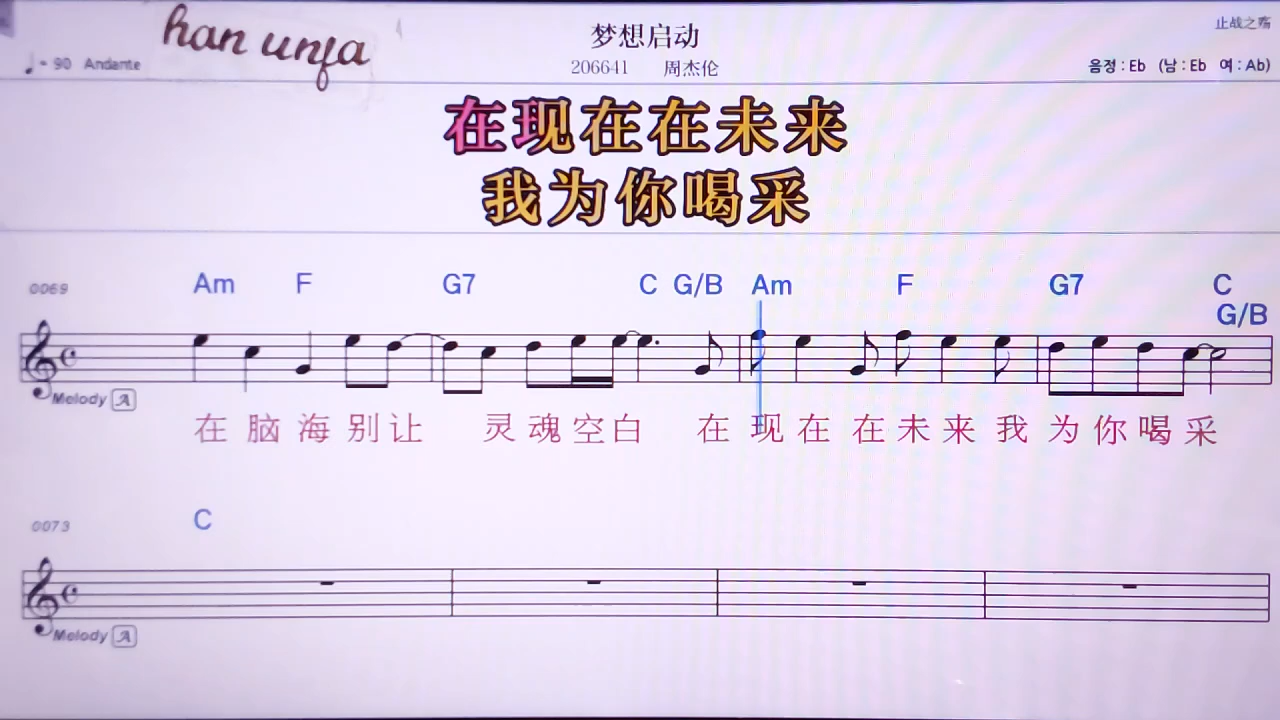 han unfa
梦想启动
止战之殇
♩= 90 Andante
206641 周杰伦
음정 : Eb (남 : Eb 여 : Ab)
在现在在未来
我为你喝采
0069 Am F G7 C G/B Am F G7 C G/B
Melody A
在脑海别让 灵魂空白 在现在在未来我为你喝采
0073 C
Melody A